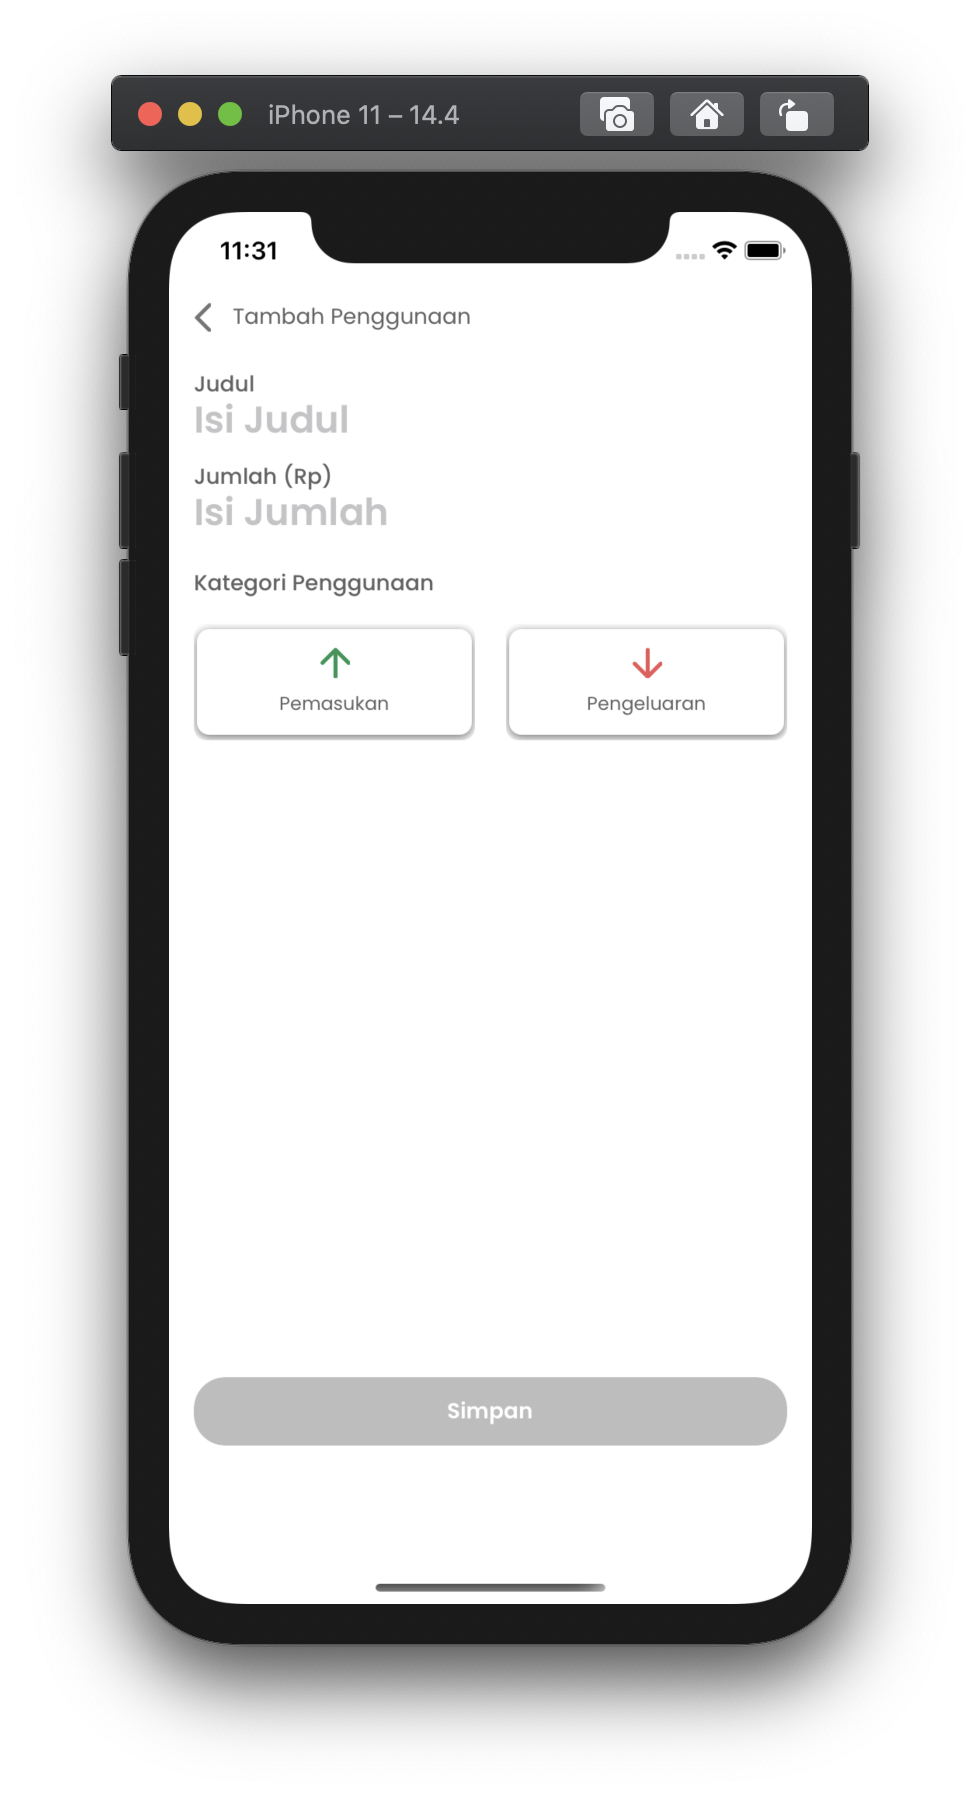 iPhone 11 – 14.4
11:31
Tambah Penggunaan
Judul
Isi Judul
Jumlah (Rp)
Isi Jumlah
Kategori Penggunaan
Pemasukan
Pengeluaran
Simpan